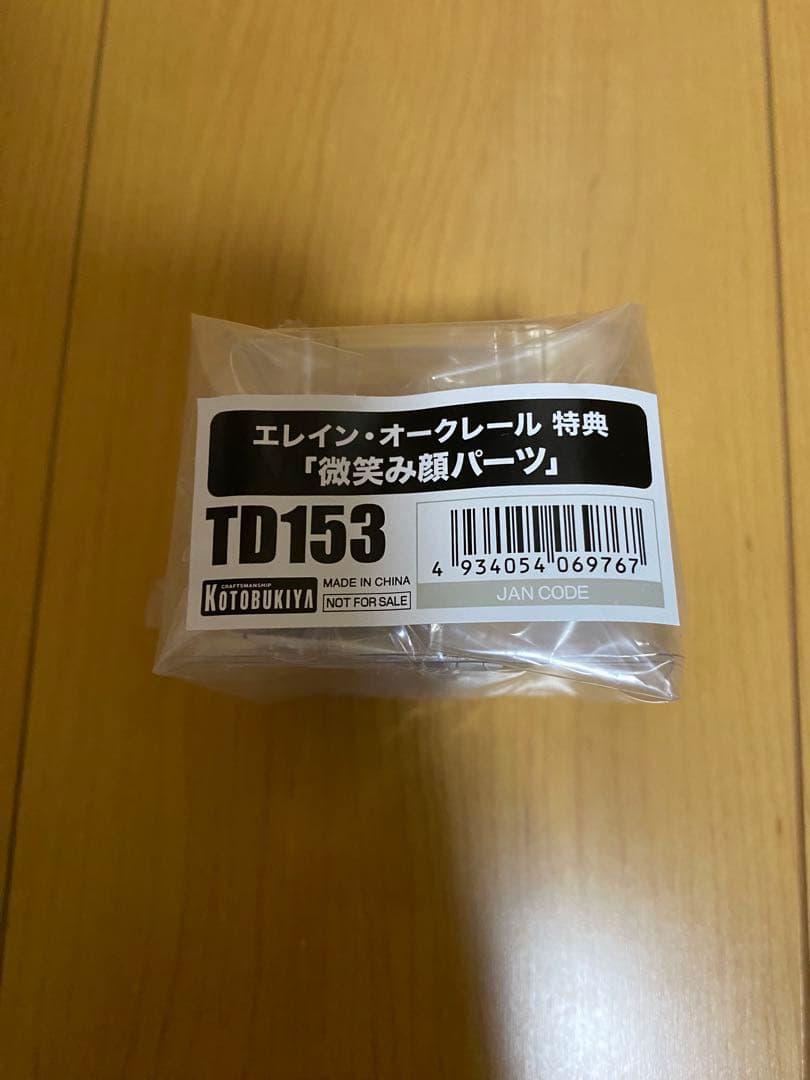 エレイン・オークレール 特典
「微笑み顔パーツ」
TD153
CRAFTSMANSHIP
KOTOBUKIYA
MADE IN CHINA
NOT FOR SALE
4 934054 069767
JAN CODE